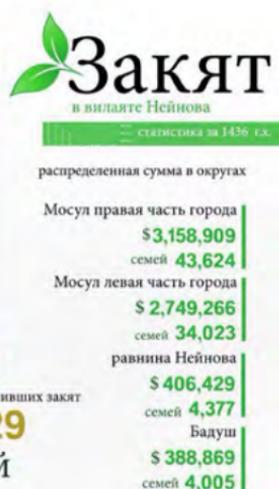 Закят
в вилаяте Нейнова
статистика за 1436 г.х.
распределенная сумма в округах
Мосул правая часть города
$3,158,909
семей 43,624
Мосул левая часть города
$ 2,749,266
семей 34,023
равнина Нейнова
$ 406,429
семей 4,377
закят
Бадуш
$ 388,869
семей 4,005